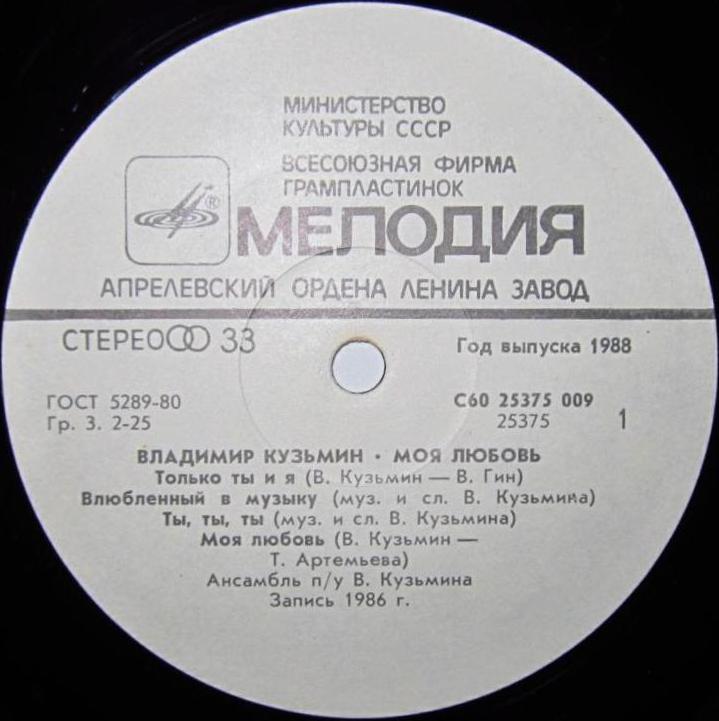 МИНИСТЕРСТВО
КУЛЬТУРЫ СССР
ВСЕСОЮЗНАЯ ФИРМА
ГРАМПЛАСТИНОК
®
МЕЛОДИЯ
АПРЕЛЕВСКИЙ ОРДЕНА ЛЕНИНА ЗАВОД
СТЕРЕО 33
Год выпуска 1988
ГОСТ 5289-80
Гр. 3. 2-25
С60 25375 009
25375 1
ВЛАДИМИР КУЗЬМИН • МОЯ ЛЮБОВЬ
Только ты и я (В. Кузьмин — В. Гин)
Влюбленный в музыку (муз. и сл. В. Кузьмина)
Ты, ты, ты (муз. и сл. В. Кузьмина)
Моя любовь (В. Кузьмин —
Т. Артемьева)
Ансамбль п/у В. Кузьмина
Запись 1986 г.